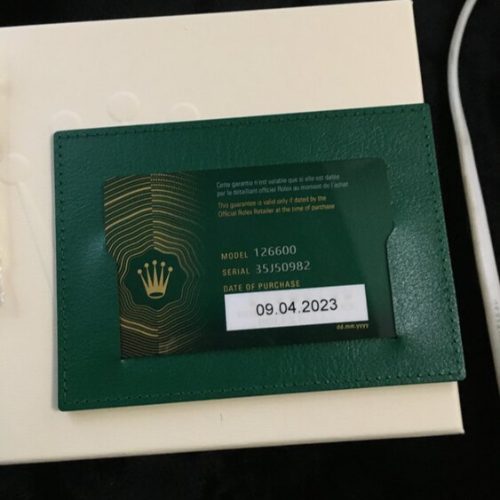 Cette garantie n'est valable que si elle est datée
par le détaillant officiel Rolex au moment de l'achat
This guarantee is valid only if dated by the
Official Rolex Retailer at the time of purchase
MODEL 126600
SERIAL 35J50982
DATE OF PURCHASE
09.04.2023
dd.mm.yyyy